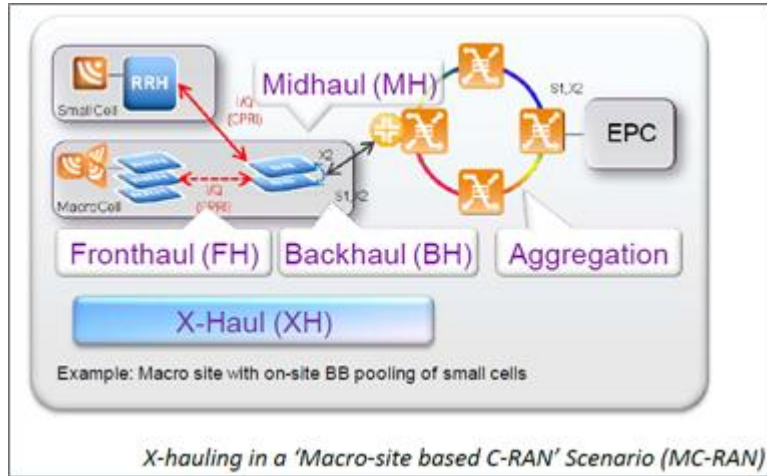 RRH
Small Cell
I/Q
(CPRI)
Midhaul (MH)
S1, X2
EPC
X2
MacroCell
I/Q
(CPRI)
S1, X2
Fronthaul (FH)
Backhaul (BH)
Aggregation
X-Haul (XH)
Example: Macro site with on-site BB pooling of small cells
X-hauling in a ‘Macro-site based C-RAN’ Scenario (MC-RAN)